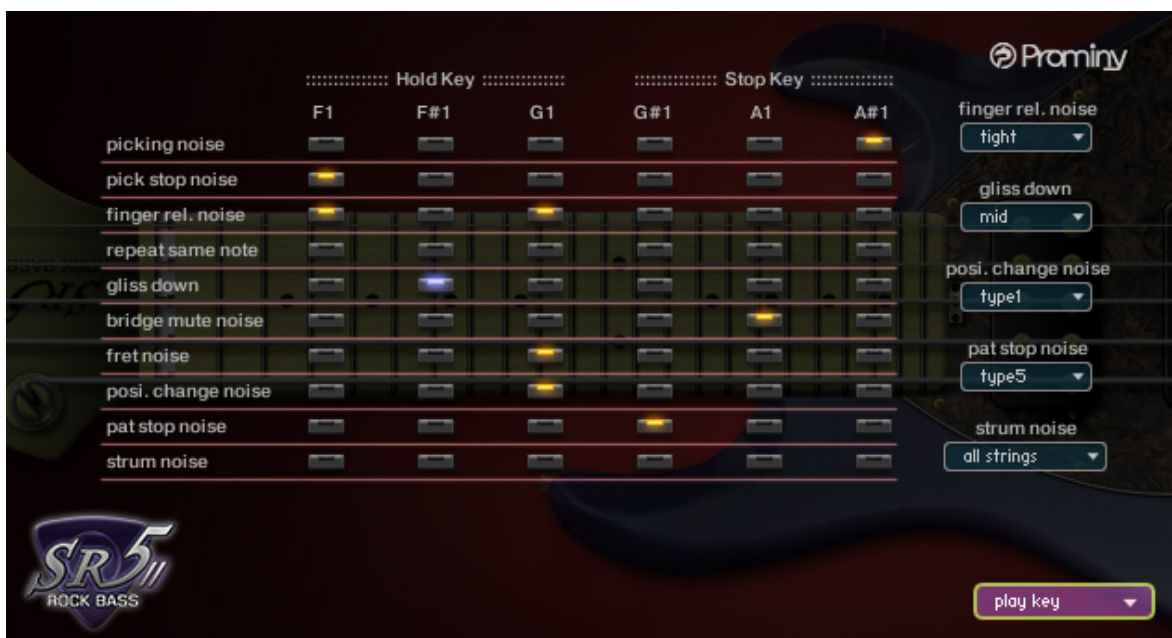 Prominy
:::::::::::::: Hold Key ::::::::::::::
:::::::::::::: Stop Key ::::::::::::::
F1 F#1 G1 G#1 A1 A#1
picking noise
pick stop noise
finger rel. noise
repeat same note
gliss down
bridge mute noise
fret noise
posi. change noise
pat stop noise
strum noise
finger rel. noise
tight
gliss down
mid
posi. change noise
type1
pat stop noise
type5
strum noise
all strings
SR5II
ROCK BASS
play key